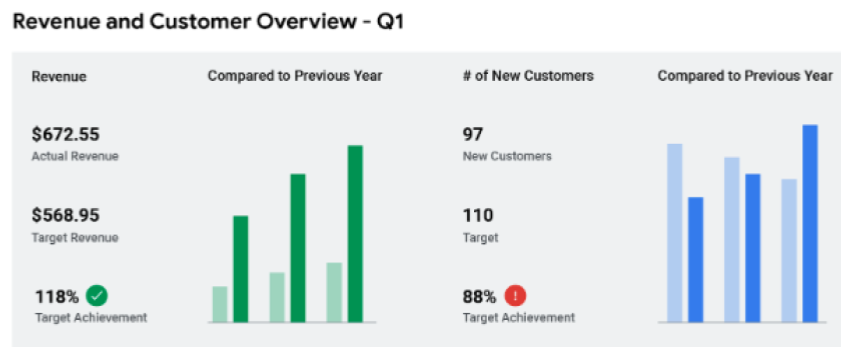 Revenue and Customer Overview - Q1
Revenue
Compared to Previous Year
$672.55
Actual Revenue
$568.95
Target Revenue
118%
Target Achievement
# of New Customers
Compared to Previous Year
97
New Customers
110
Target
88%
Target Achievement